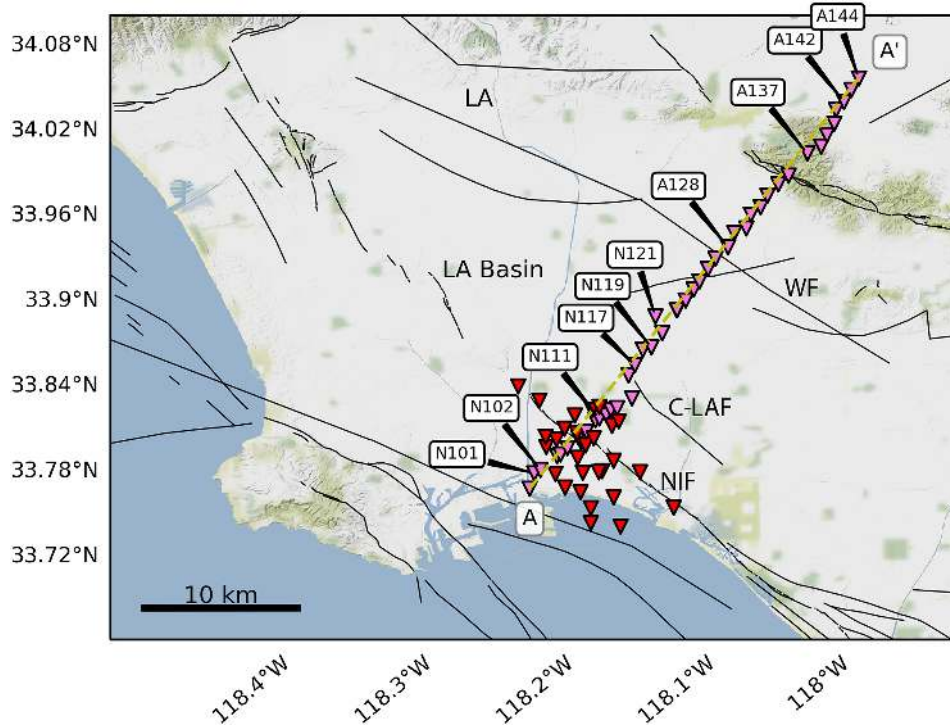 A144
34.08°N
A142
A'
LA
A137
34.02°N
A128
33.96°N
N121
LA Basin
N119
WF
33.9°N
N117
N111
33.84°N
N102
C-LAF
N101
33.78°N
NIF
A
33.72°N
10 km
118.4°W
118.3°W
118.2°W
118.1°W
118°W